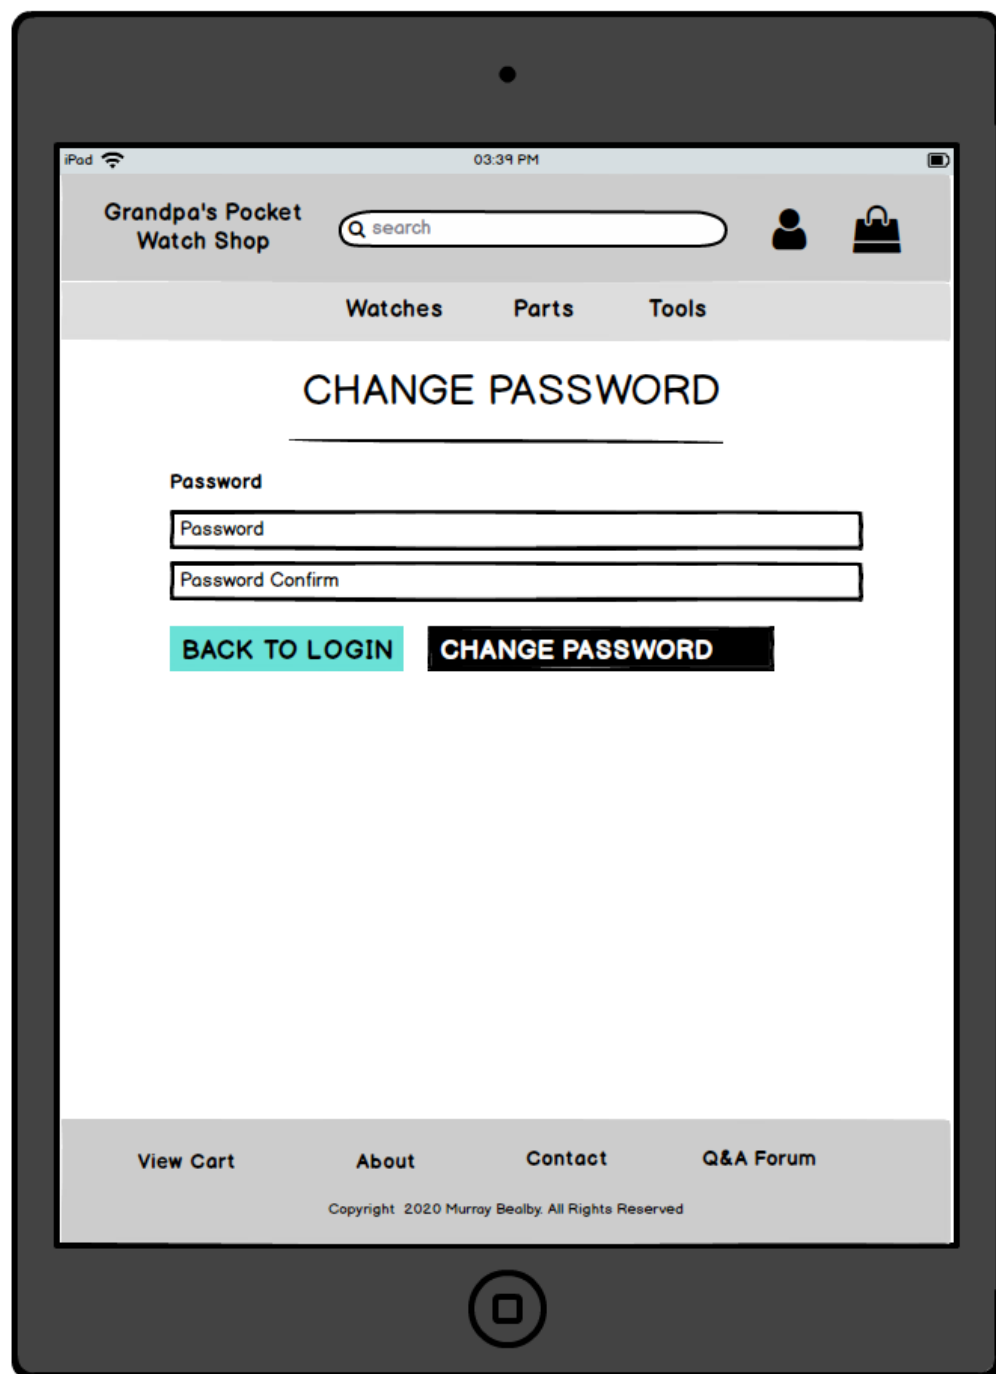 iPad 03:39 PM
Grandpa's Pocket
Watch Shop
search
Watches Parts Tools
CHANGE PASSWORD
Password
Password
Password Confirm
BACK TO LOGIN CHANGE PASSWORD
View Cart About Contact Q&A Forum
Copyright 2020 Murray Bealby. All Rights Reserved